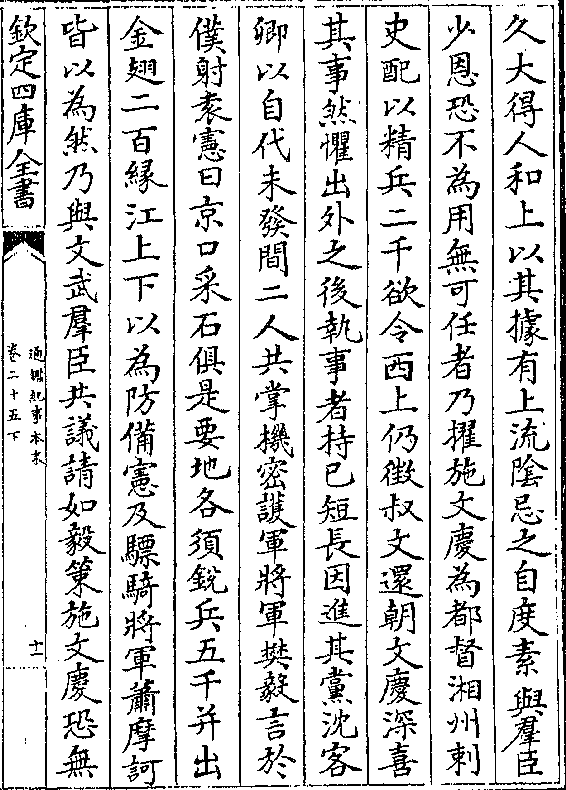 久大得人和上以其據有上流隂忌之自度素與羣臣
少恩恐不為用無可任者乃擢施文慶為都督湘州刺
史配以精兵二千欲令西上仍徴叔文還朝文慶深喜
其事然懼出外之後執事者持己短長因進其黨沈客
卿以自代未發間二人共掌機密護軍將軍樊毅言於
僕射袁憲曰京口采石俱是要地各須鋭兵五千并出
金翅二百縁江上下以為防備憲及驃騎將軍蕭摩訶
皆以為然乃與文武羣臣共議請如毅策施文慶恐無
欽定四庫全書
通鑑紀事本末
卷二十五下
十一